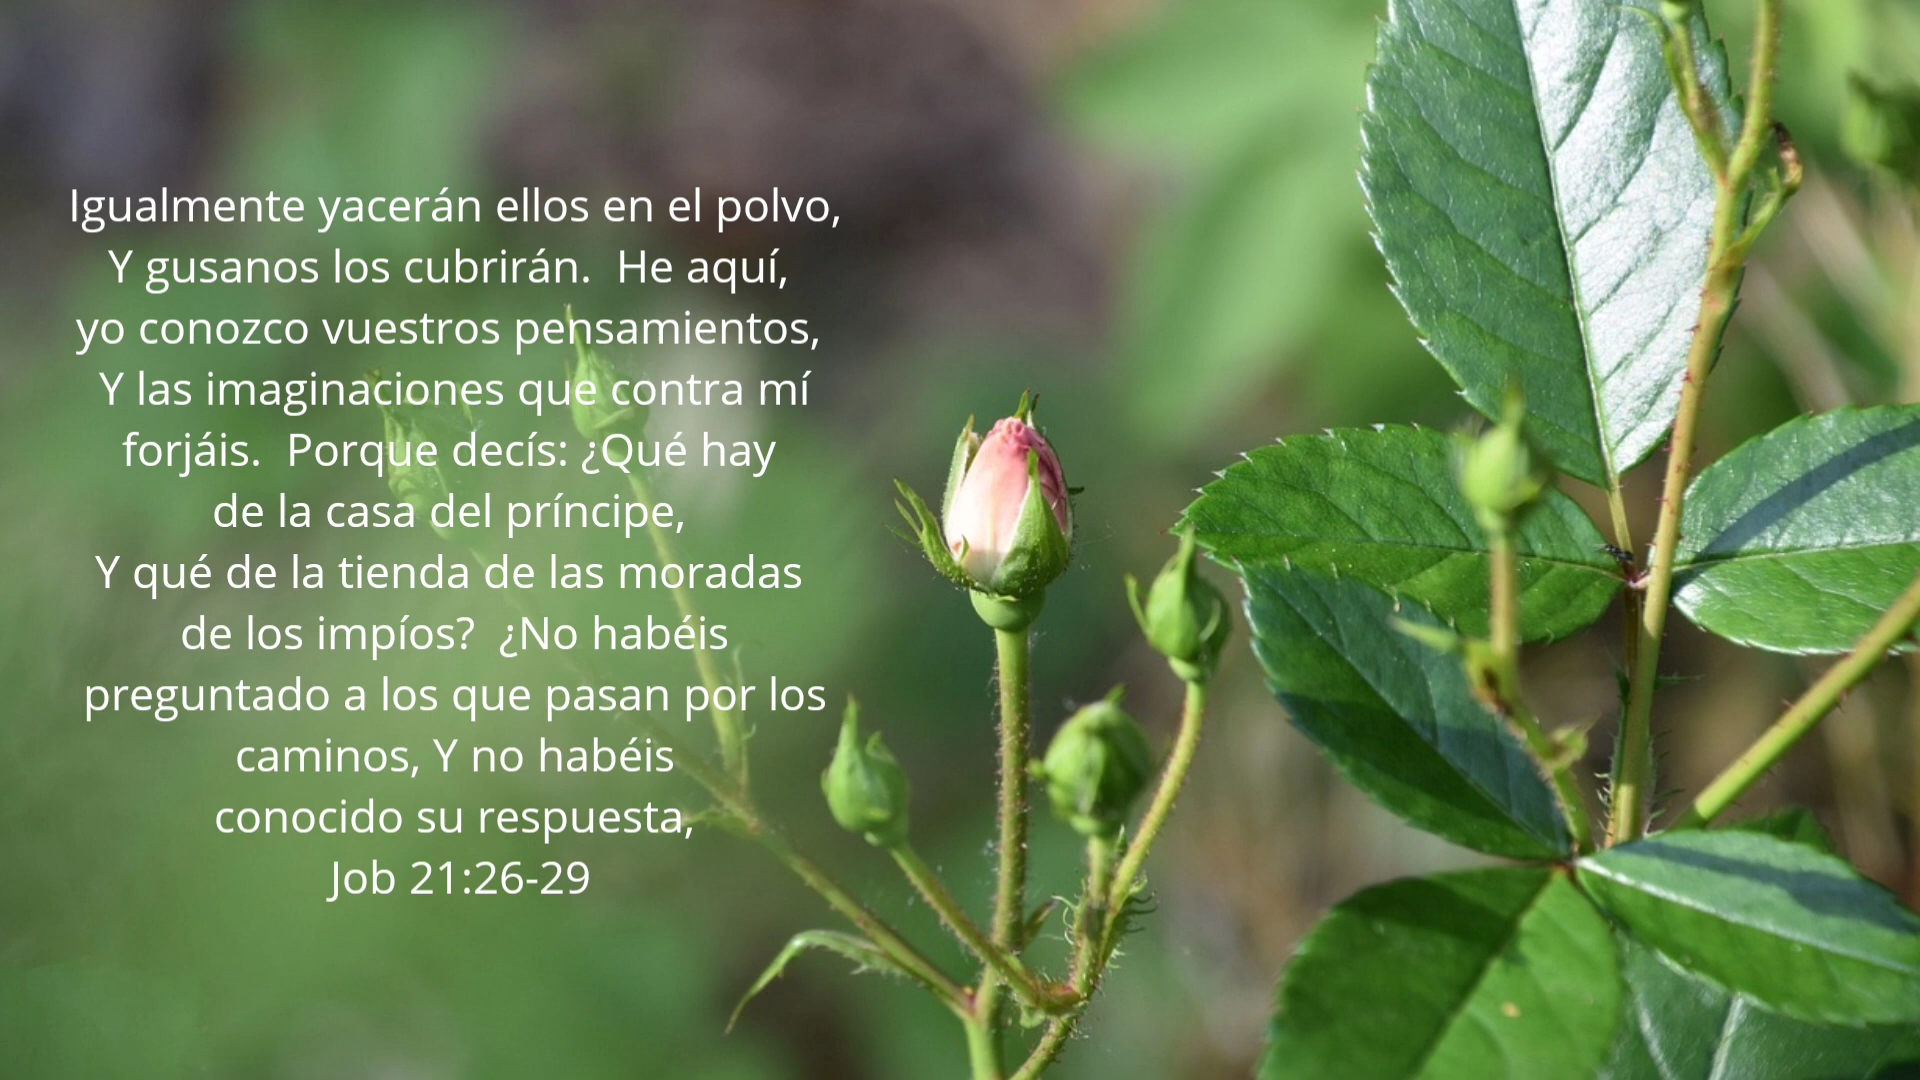 Igualmente yacerán ellos en el polvo,
Y gusanos los cubrirán.  He aquí,
yo conozco vuestros pensamientos,
Y las imaginaciones que contra mí
forjáis.  Porque decís: ¿Qué hay
de la casa del príncipe,
Y qué de la tienda de las moradas
de los impíos?  ¿No habéis
preguntado a los que pasan por los
caminos, Y no habéis
conocido su respuesta,
Job 21:26-29